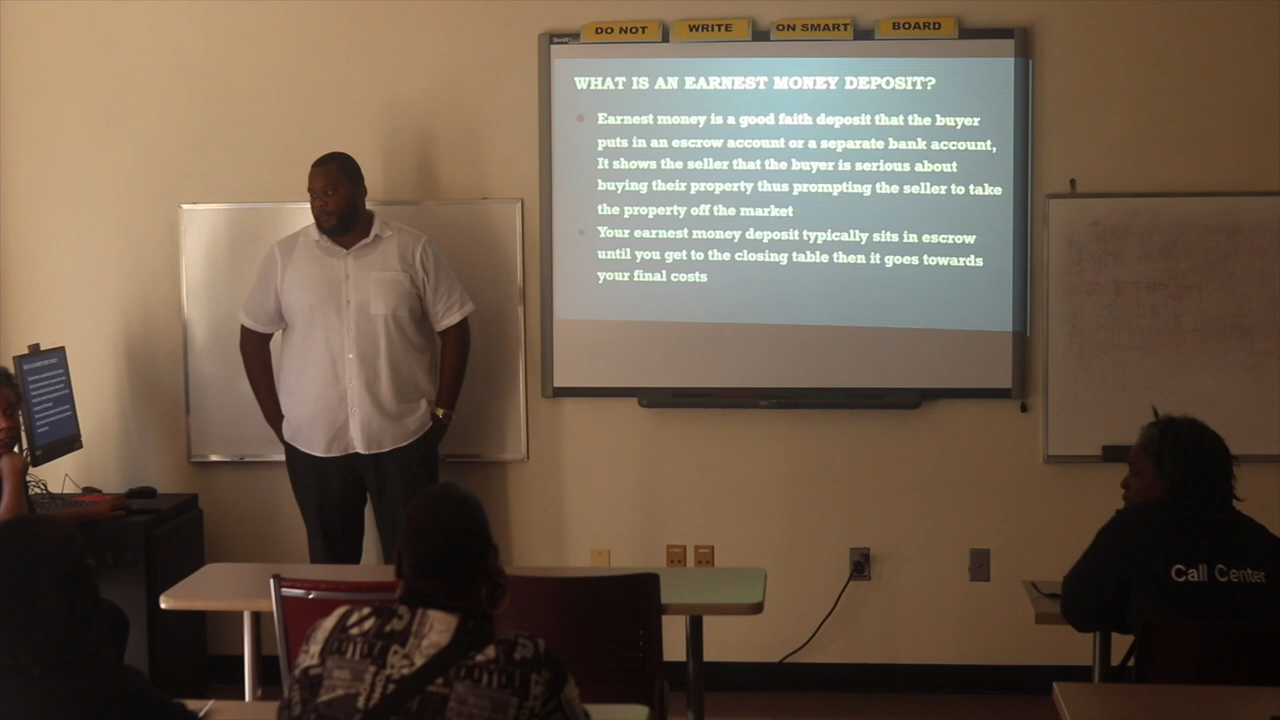 DO NOT WRITE ON SMART BOARD
WHAT IS AN EARNEST MONEY DEPOSIT?
Earnest money is a good faith deposit that the buyer
puts in an escrow account or a separate bank account,
It shows the seller that the buyer is serious about
buying their property thus prompting the seller to take
the property off the market
Your earnest money deposit typically sits in escrow
until you get to the closing table then it goes towards
your final costs
Call Center